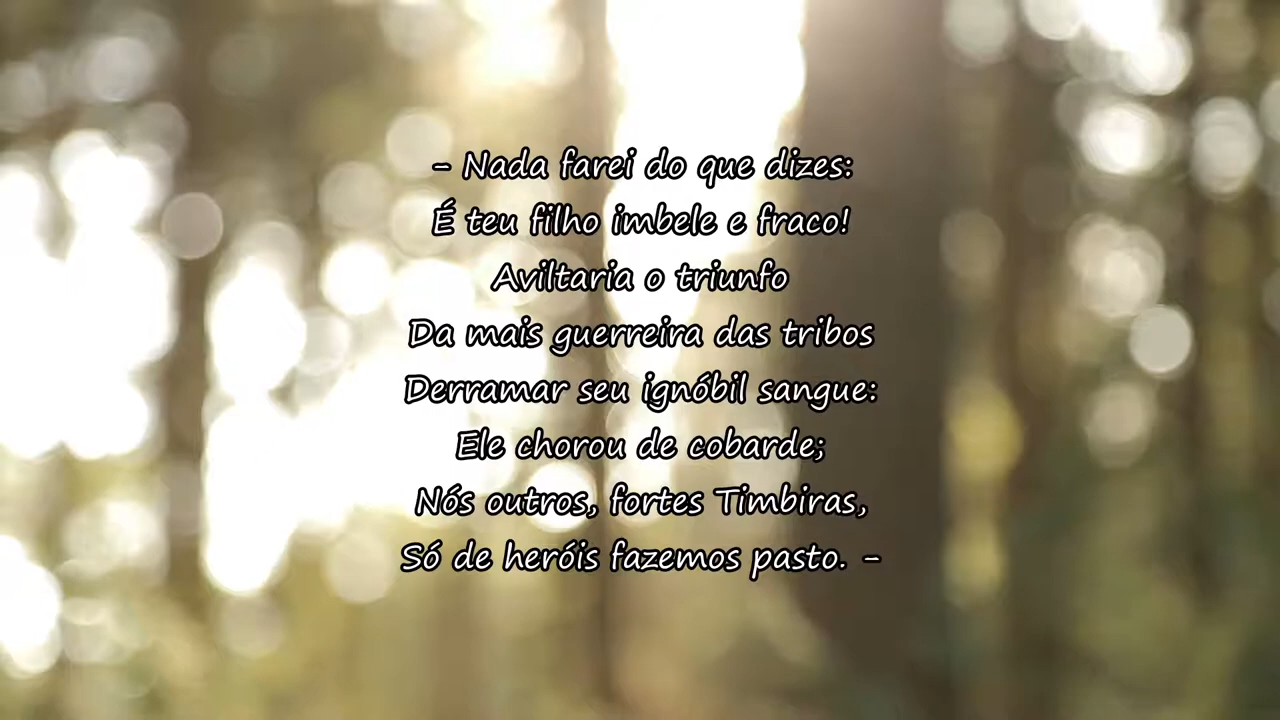 - Nada farei do que dizes:
É teu filho imbele e fraco!
Aviltaria o triunfo
Da mais guerreira das tribos
Derramar seu ignóbil sangue:
Ele chorou de cobarde;
Nós outros, fortes Timbiras,
Só de heróis fazemos pasto. -